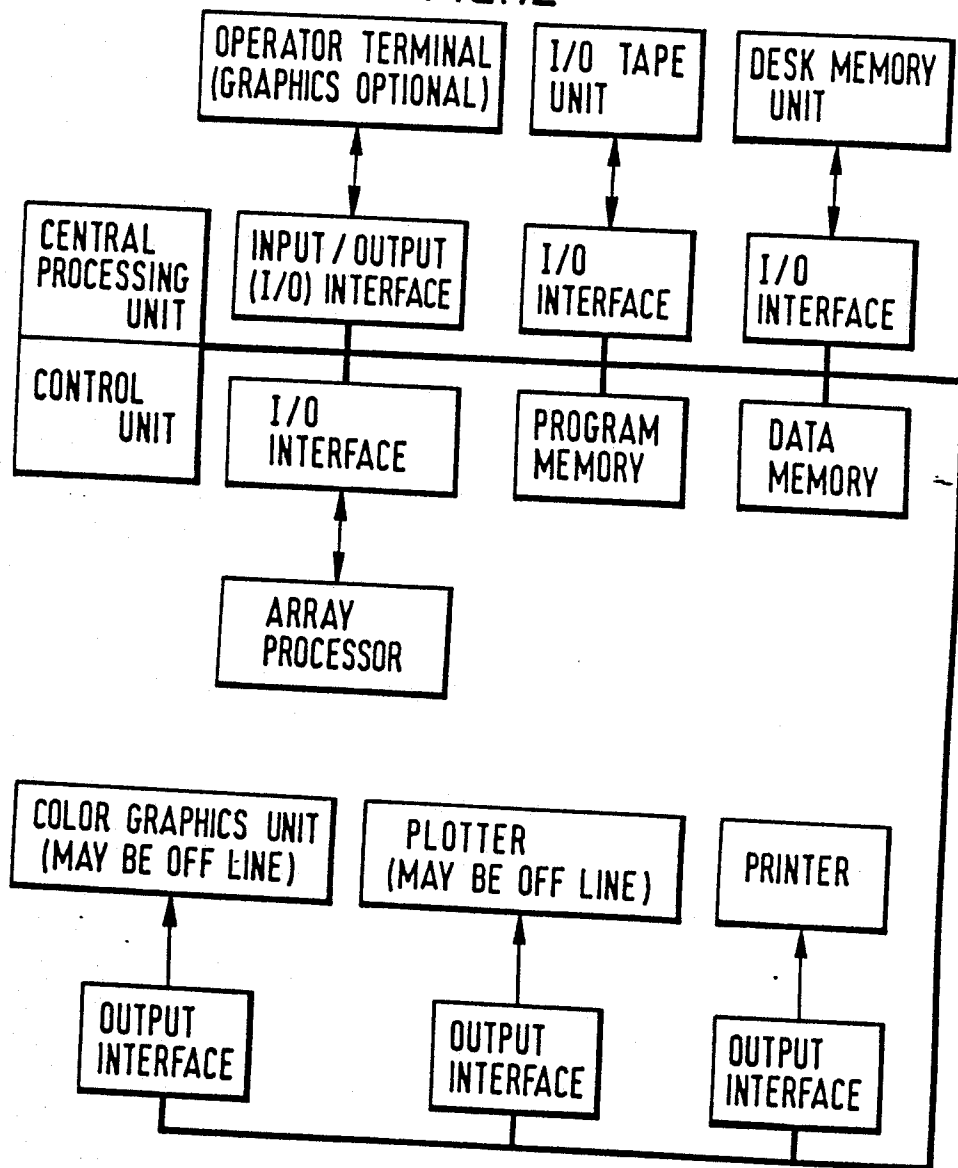 OPERATOR TERMINAL
(GRAPHICS OPTIONAL)
I/O TAPE
UNIT
DESK MEMORY
UNIT
CENTRAL
PROCESSING
UNIT
INPUT / OUTPUT
(I/O) INTERFACE
I/O
INTERFACE
I/O
INTERFACE
CONTROL
UNIT
I/O
INTERFACE
PROGRAM
MEMORY
DATA
MEMORY
ARRAY
PROCESSOR
COLOR GRAPHICS UNIT
(MAY BE OFF LINE)
PLOTTER
(MAY BE OFF LINE)
PRINTER
OUTPUT
INTERFACE
OUTPUT
INTERFACE
OUTPUT
INTERFACE